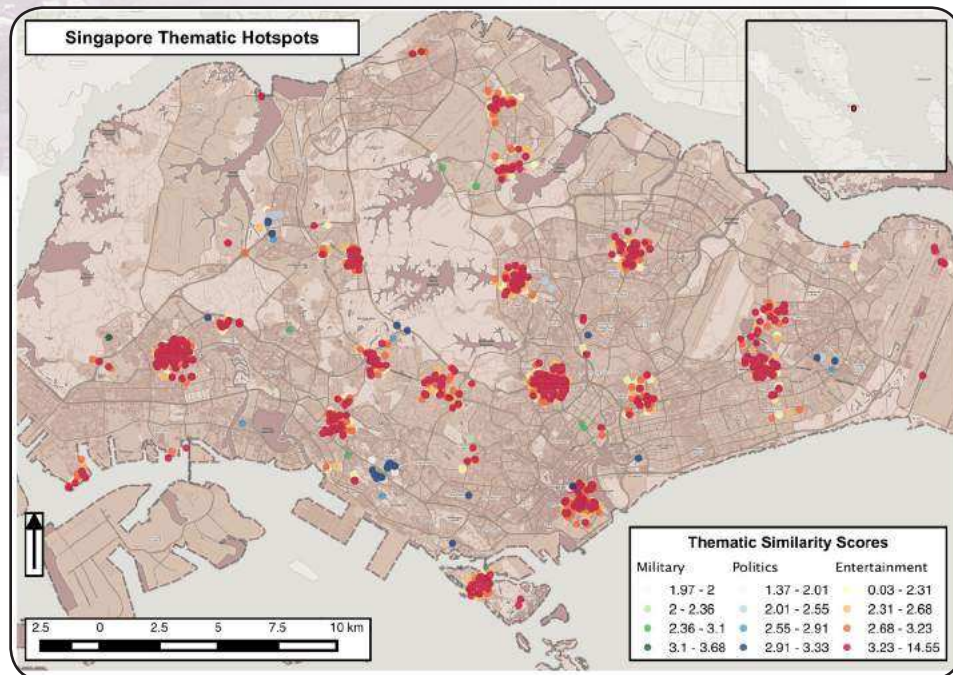 Singapore Thematic Hotspots
2.5 0 2.5 5 7.5 10 km
Thematic Similarity Scores
Military Politics Entertainment
1.97 - 2 1.37 - 2.01 0.03 - 2.31
2 - 2.36 2.01 - 2.55 2.31 - 2.68
2.36 - 3.1 2.55 - 2.91 2.68 - 3.23
3.1 - 3.68 2.91 - 3.33 3.23 - 14.55